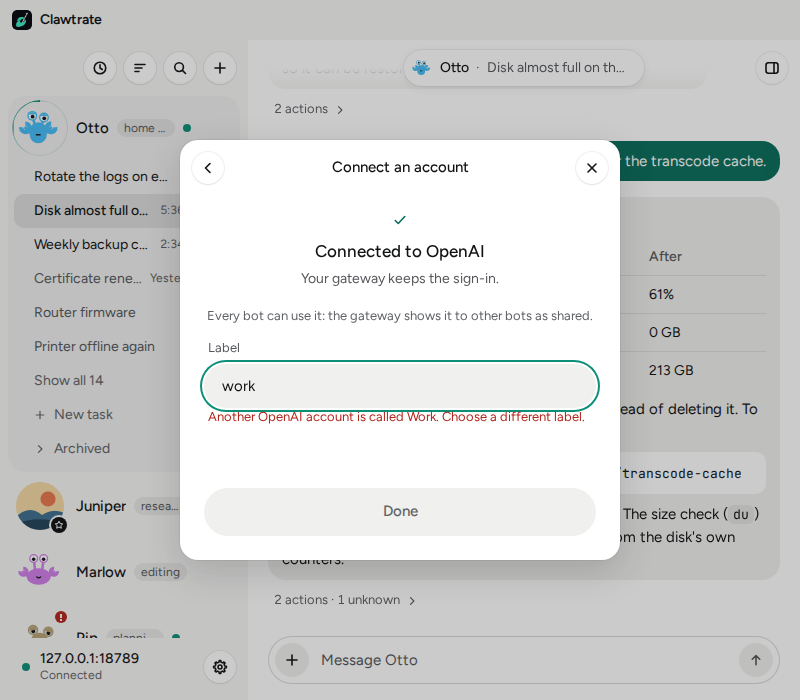 Clawtrate
Otto · Disk almost full on th...
2 actions
Otto home ...
Rotate the logs on e...
Disk almost full o... 5:36
Weekly backup c... 2:34
Certificate rene... Yeste
Router firmware
Printer offline again
Show all 14
New task
Archived
Juniper resea...
Marlow editing
Pip planni...
127.0.0.1:18789
Connected
the transcode cache.
After
61%
0 GB
213 GB
ead of deleting it. To
/transcode-cache
The size check ( du )
om the disk's own
counters.
2 actions · 1 unknown
Message Otto
Connect an account
Connected to OpenAI
Your gateway keeps the sign-in.
Every bot can use it: the gateway shows it to other bots as shared.
Label
work
Another OpenAI account is called Work. Choose a different label.
Done